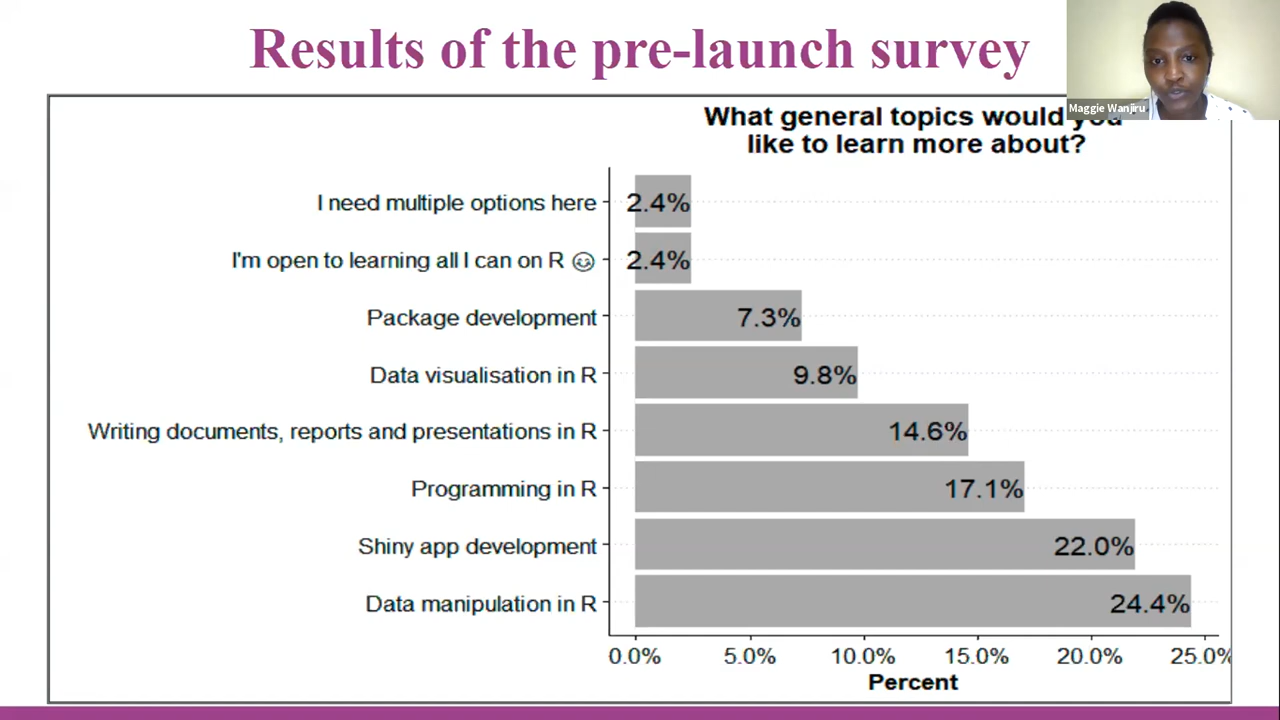 Results of the pre-launch survey
Maggie Wanjiru
What general topics would you
like to learn more about?
I need multiple options here 2.4%
I'm open to learning all I can on R 😀 2.4%
Package development 7.3%
Data visualisation in R 9.8%
Writing documents, reports and presentations in R 14.6%
Programming in R 17.1%
Shiny app development 22.0%
Data manipulation in R 24.4%
0.0% 5.0% 10.0% 15.0% 20.0% 25.0%
Percent